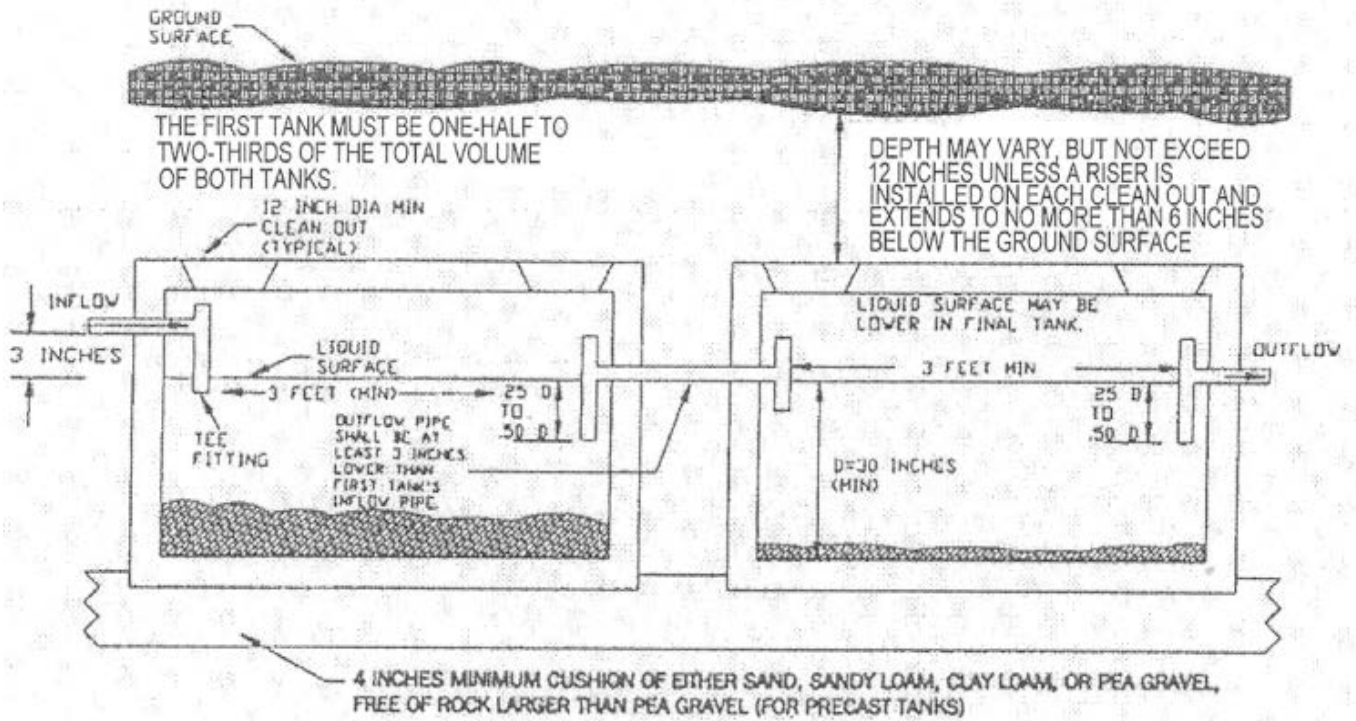 GROUND
SURFACE
THE FIRST TANK MUST BE ONE-HALF TO
TWO-THIRDS OF THE TOTAL VOLUME
OF BOTH TANKS.
DEPTH MAY VARY, BUT NOT EXCEED
12 INCHES UNLESS A RISER IS
INSTALLED ON EACH CLEAN OUT AND
EXTENDS TO NO MORE THAN 6 INCHES
BELOW THE GROUND SURFACE
12 INCH DIA MIN
CLEAN OUT
(TYPICAL)
INFLOW
3 INCHES
LIQUID
SURFACE
3 FEET (MIN)
.25 D
TO
.50 D
TEE
FITTING
OUTFLOW PIPE
SHALL BE AT
LEAST 3 INCHES
LOWER THAN
FIRST TANK'S
INFLOW PIPE
LIQUID SURFACE MAY BE
LOWER IN FINAL TANK.
3 FEET MIN
.25 D
TO
.50 D
D=30 INCHES
(MIN)
OUTFLOW
4 INCHES MINIMUM CUSHION OF EITHER SAND, SANDY LOAM, CLAY LOAM, OR PEA GRAVEL,
FREE OF ROCK LARGER THAN PEA GRAVEL (FOR PRECAST TANKS)